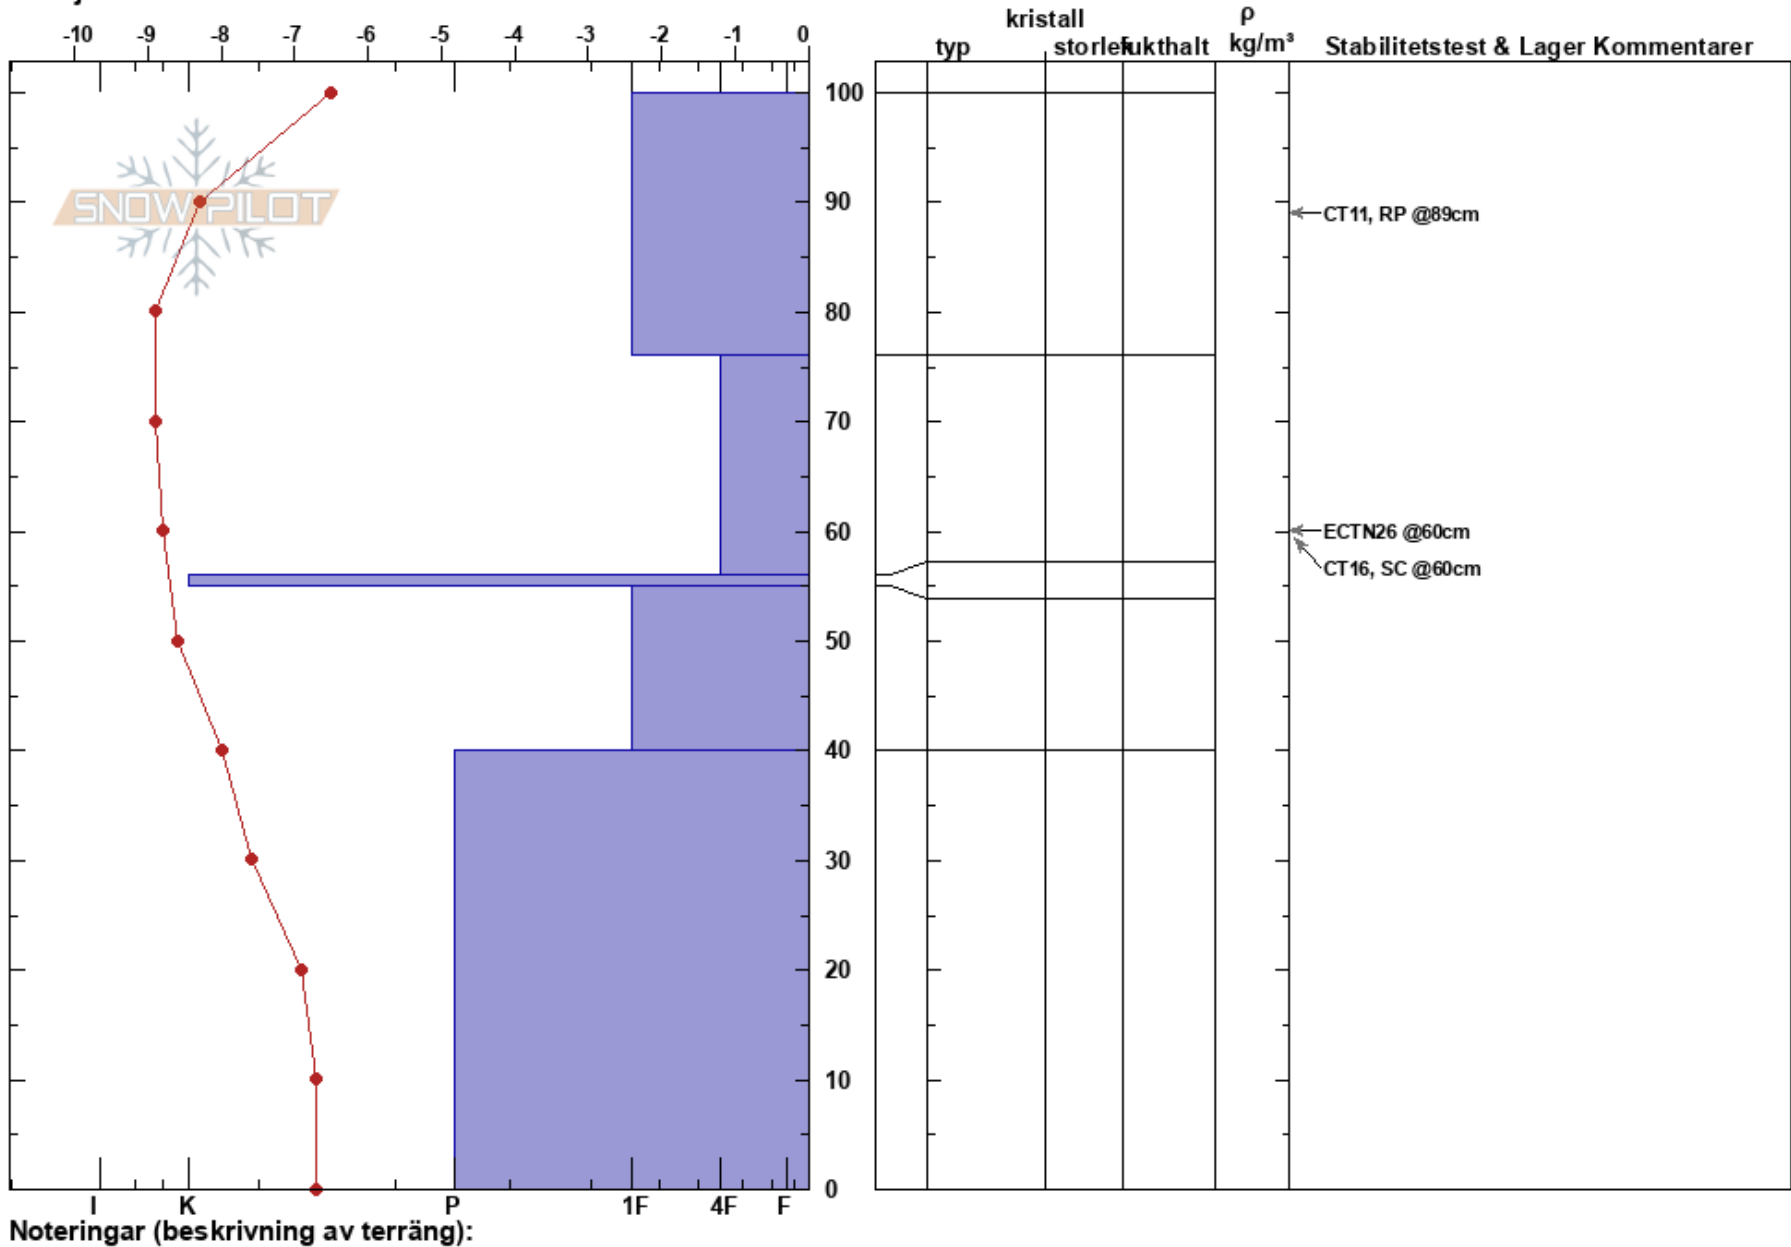 kristall
ρ
-10 -9 -8 -7 -6 -5 -4 -3 -2 -1 0
typ storlek fukthalt kg/m³ Stabilitetstest & Lager Kommentarer
100
SNOW PILOT
90
CT11, RP @89cm
80
70
60
ECTN26 @60cm
CT16, SC @60cm
50
40
30
20
10
0
I K P 1F 4F F
Noteringar (beskrivning av terräng):